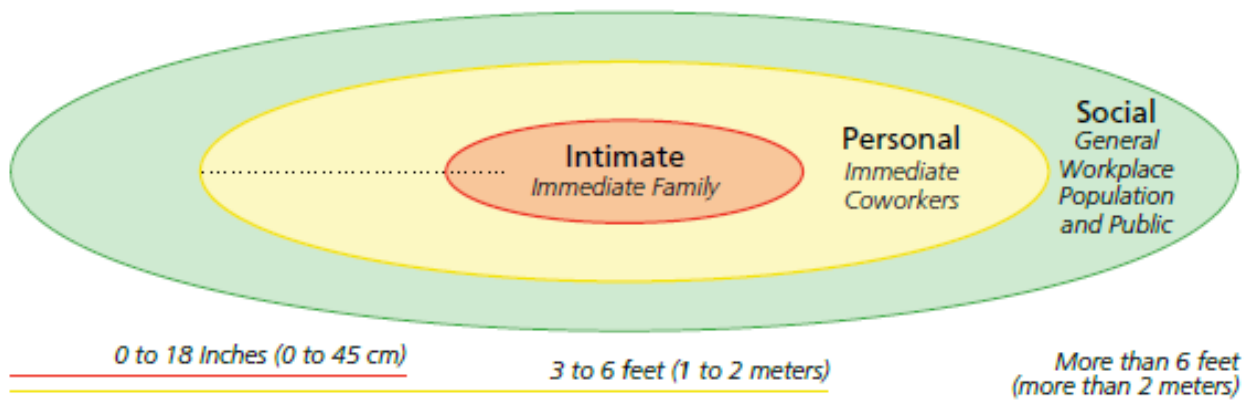 Intimate
Immediate Family
Personal
Immediate
Coworkers
Social
General
Workplace
Population
and Public
0 to 18 Inches (0 to 45 cm)
3 to 6 feet (1 to 2 meters)
More than 6 feet
(more than 2 meters)